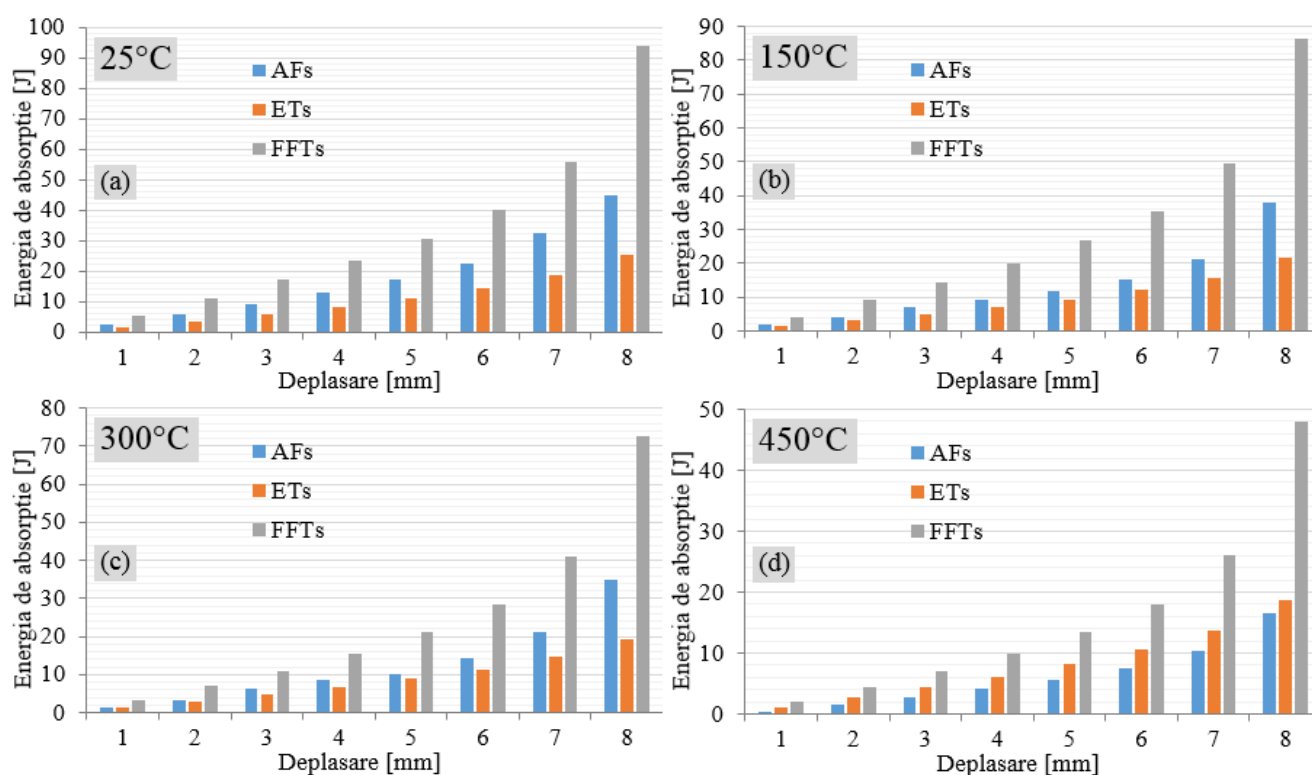 25°C
(a)
AFs
ETs
FFTs
Energia de absorptie [J]
100
90
80
70
60
50
40
30
20
10
0
1 2 3 4 5 6 7 8
Deplasare [mm]
150°C
(b)
AFs
ETs
FFTs
Energia de absorptie [J]
90
80
70
60
50
40
30
20
10
0
1 2 3 4 5 6 7 8
Deplasare [mm]
300°C
(c)
AFs
ETs
FFTs
Energia de absorptie [J]
80
70
60
50
40
30
20
10
0
1 2 3 4 5 6 7 8
Deplasare [mm]
450°C
(d)
AFs
ETs
FFTs
Energia de absorptie [J]
50
40
30
20
10
0
1 2 3 4 5 6 7 8
Deplasare [mm]